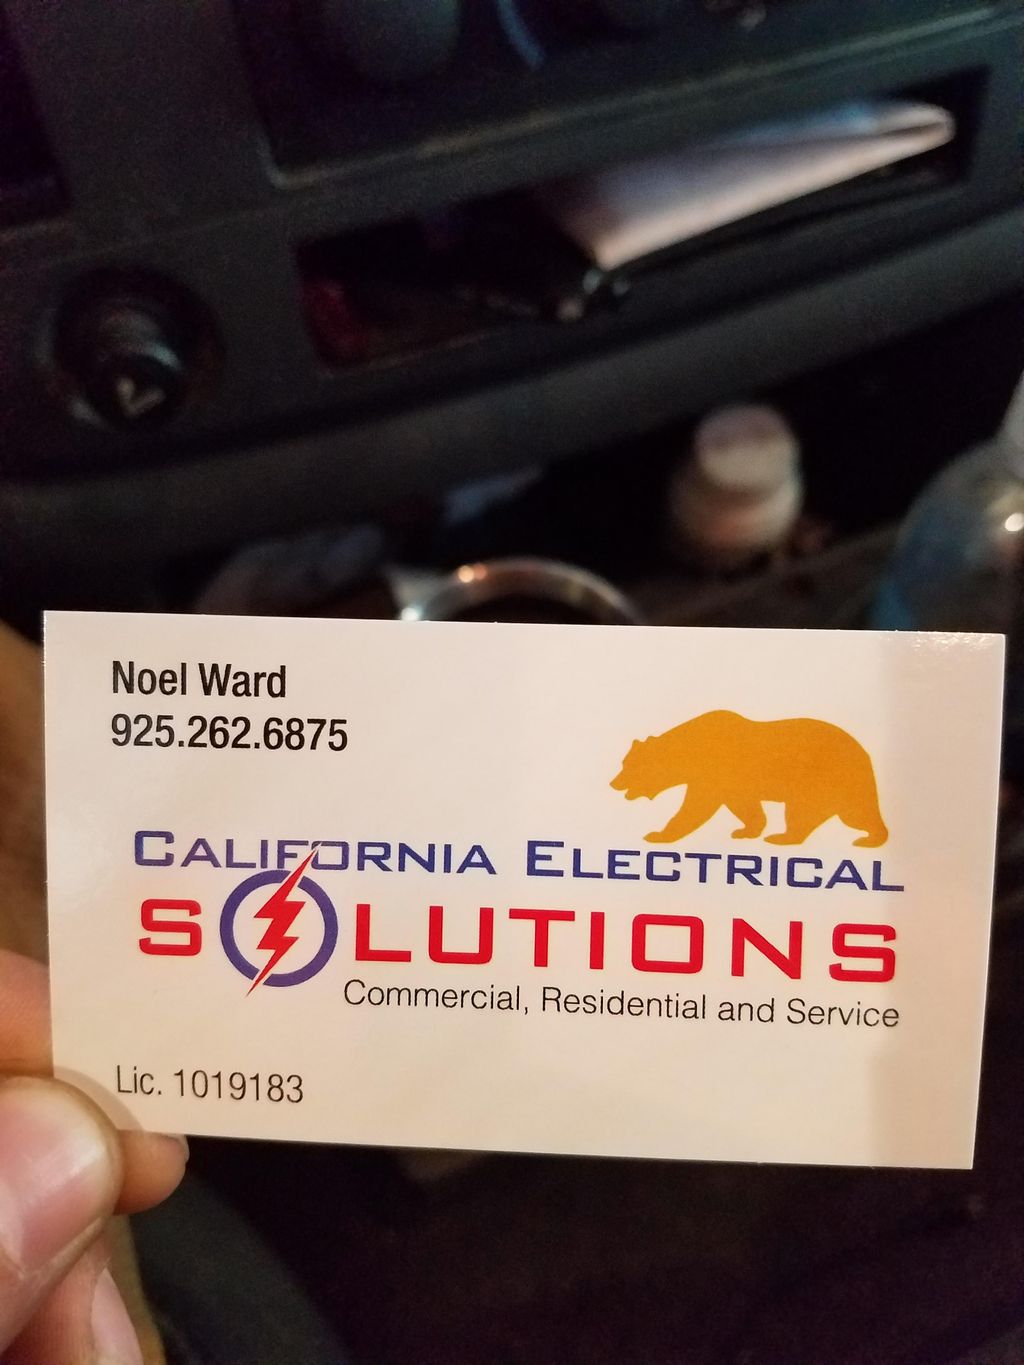 Noel Ward
925.262.6875
CALIFORNIA ELECTRICAL
SOLUTIONS
Commercial, Residential and Service
Lic. 1019183